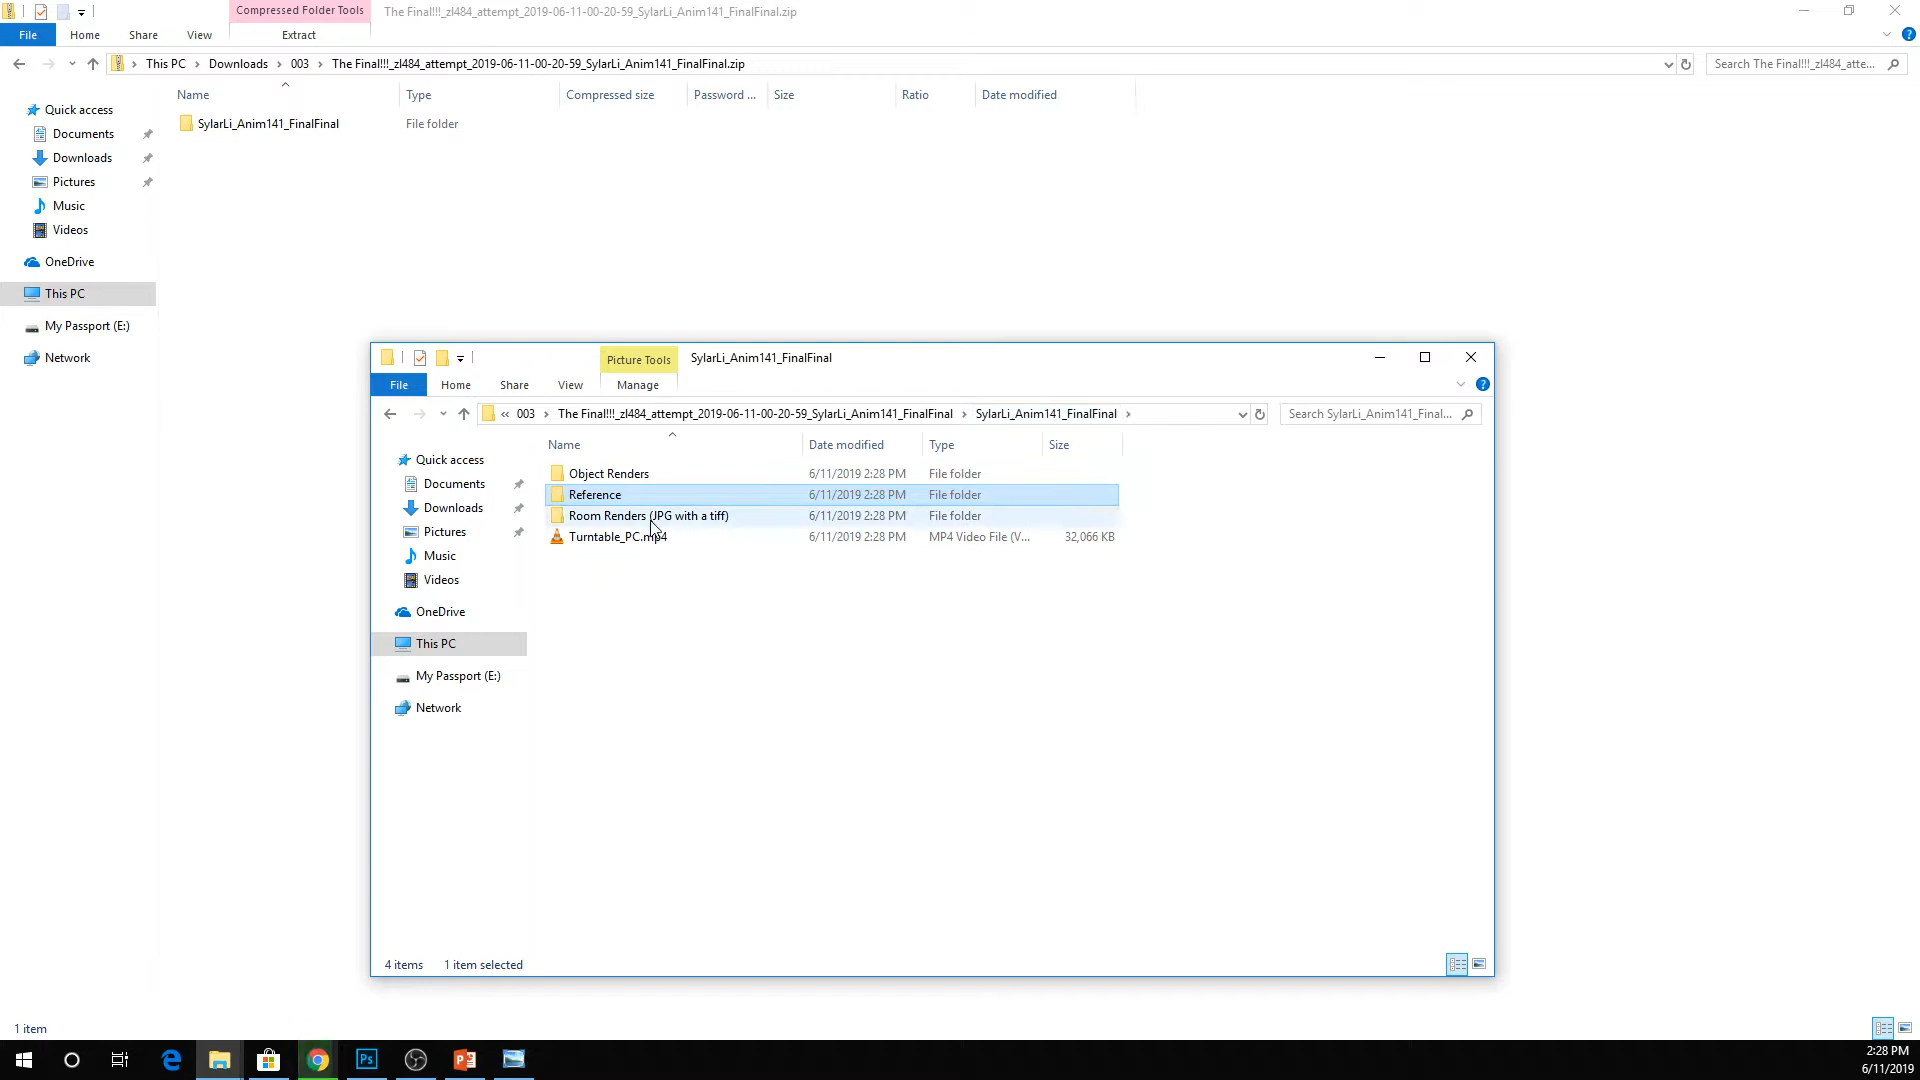 Compressed Folder Tools
The Final!!!_zl484_attempt_2019-06-11-00-20-59_SylarLi_Anim141_FinalFinal.zip
File Home Share View Extract
This PC > Downloads > 003 > The Final!!!_zl484_attempt_2019-06-11-00-20-59_SylarLi_Anim141_FinalFinal.zip
Search The Final!!!_zl484_atte...
Name Type Compressed size Password ... Size Ratio Date modified
SylarLi_Anim141_FinalFinal File folder
Quick access
Documents
Downloads
Pictures
Music
Videos
OneDrive
This PC
My Passport (E:)
Network
Picture Tools
SylarLi_Anim141_FinalFinal
File Home Share View Manage
« 003 > The Final!!!_zl484_attempt_2019-06-11-00-20-59_SylarLi_Anim141_FinalFinal > SylarLi_Anim141_FinalFinal >
Search SylarLi_Anim141_Final...
Name Date modified Type Size
Object Renders 6/11/2019 2:28 PM File folder
Reference 6/11/2019 2:28 PM File folder
Room Renders (JPG with a tiff) 6/11/2019 2:28 PM File folder
Turntable_PC.mp4 6/11/2019 2:28 PM MP4 Video File (V... 32,066 KB
Quick access
Documents
Downloads
Pictures
Music
Videos
OneDrive
This PC
My Passport (E:)
Network
4 items 1 item selected
1 item
Ps
2:28 PM
6/11/2019